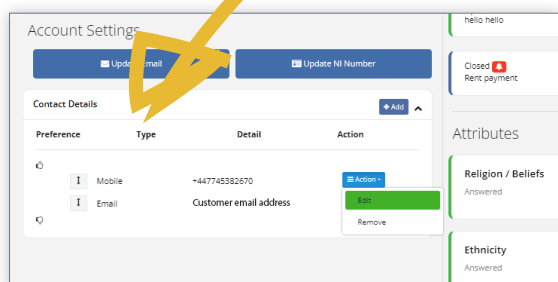 hello hello
Account Settings
Update Email
Update NI Number
Closed
Rent payment
Contact Details
Add
Preference Type Detail Action
Attributes
Mobile +447745382670 Action
Email Customer email address
Edit
Remove
Religion / Beliefs
Answered
Ethnicity
Answered